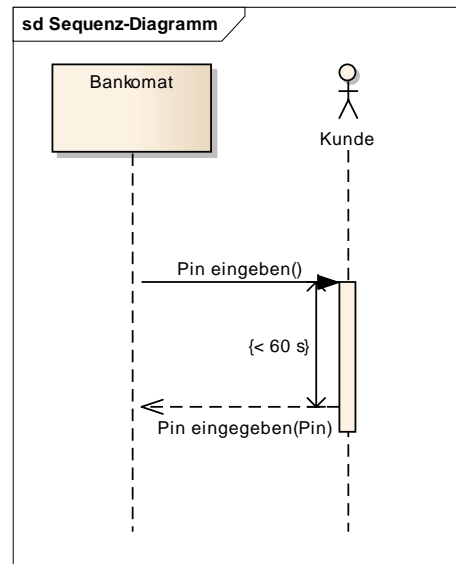 sd Sequenz-Diagramm
Bankomat
Kunde
Pin eingeben()
{< 60 s}
Pin eingegeben(Pin)